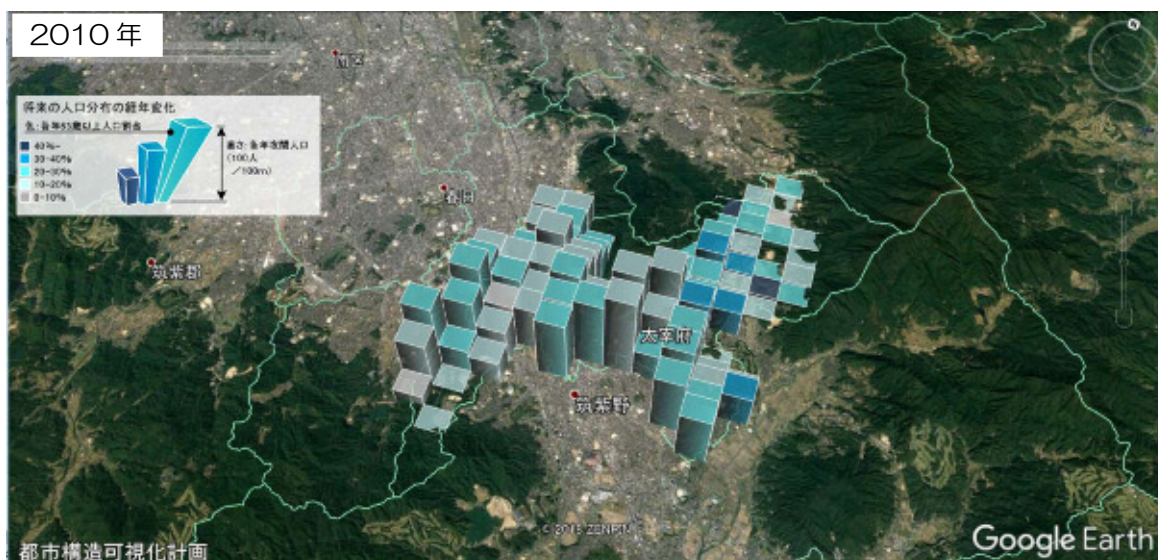 2010年
南区
将来の人口分布の経年変化
色:各年65歳以上人口割合
40%-
30-40%
20-30%
10-20%
0-10%
高さ:各年夜間人口
(100人
/100m)
春日
筑紫郡
太宰府
筑紫野
© 2018 ZENRIN
都市構造可視化計画
Google Earth